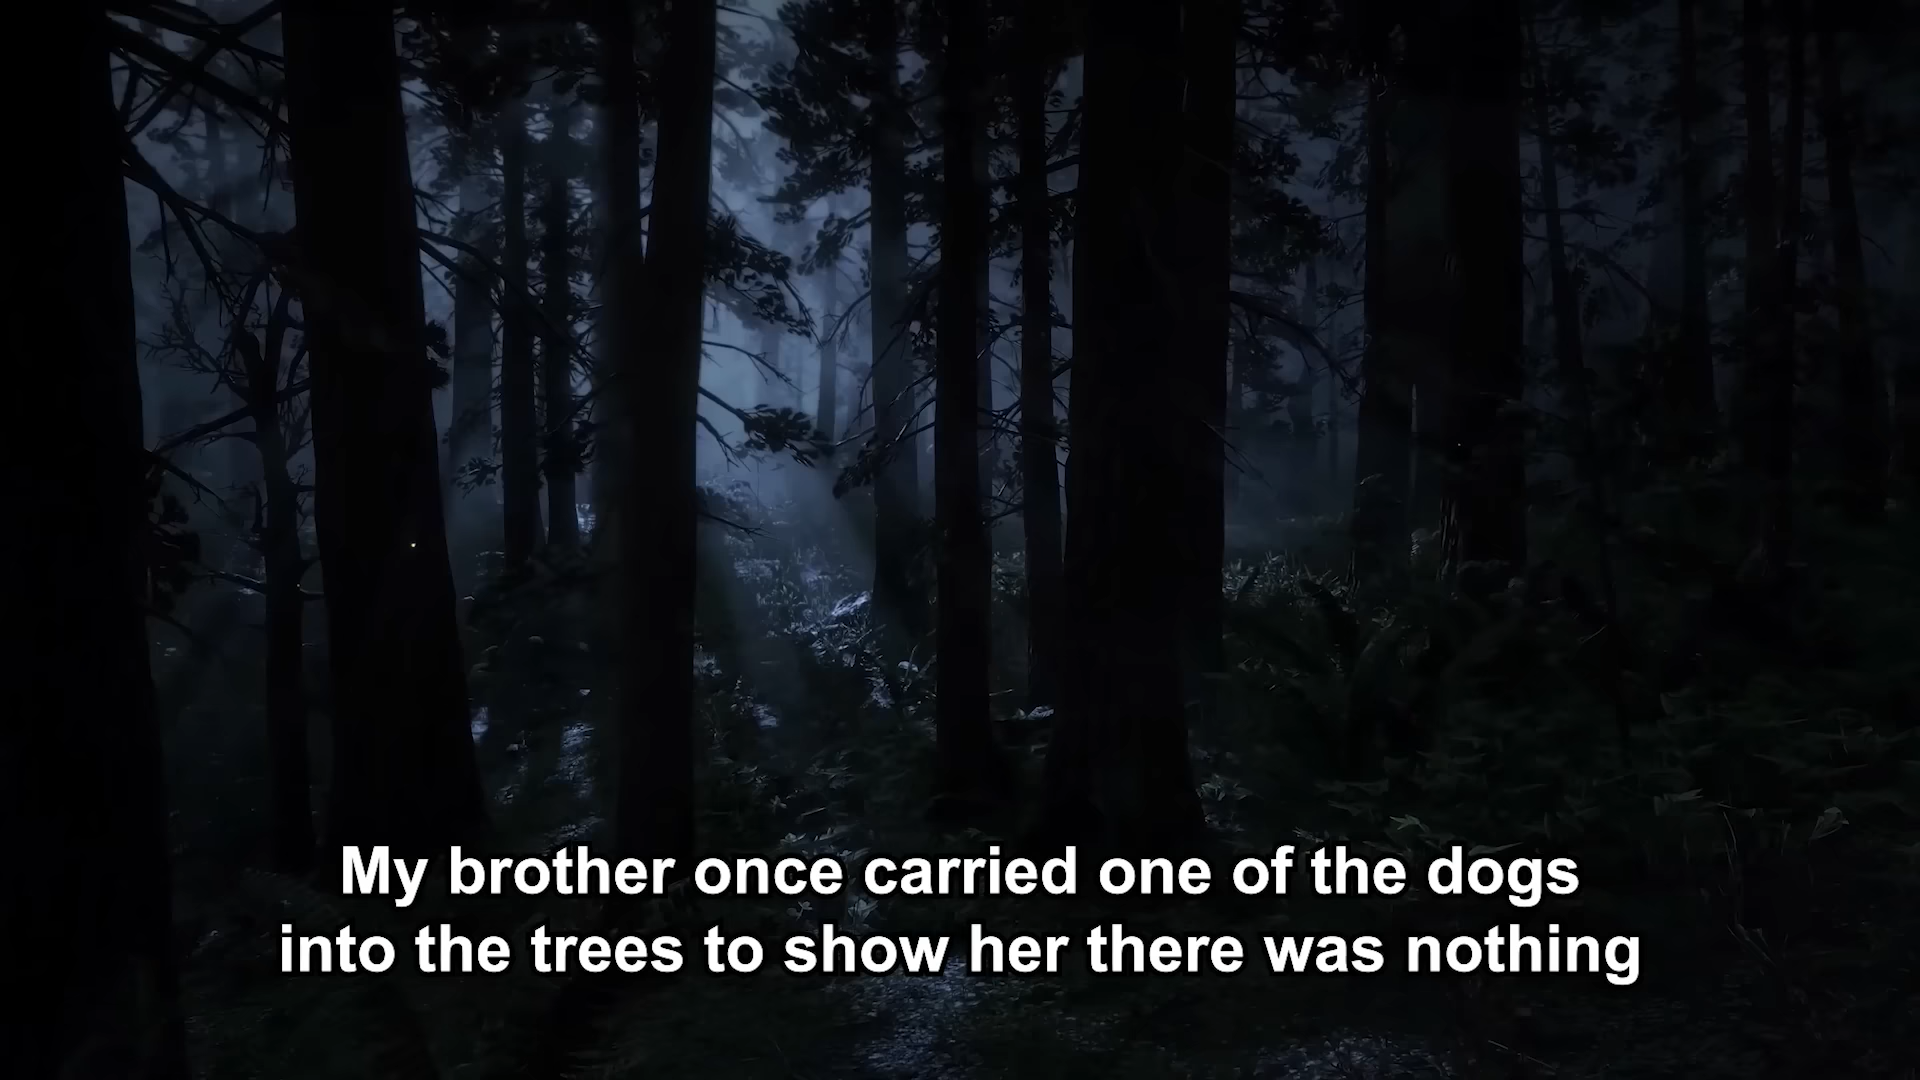 My brother once carried one of the dogs
into the trees to show her there was nothing